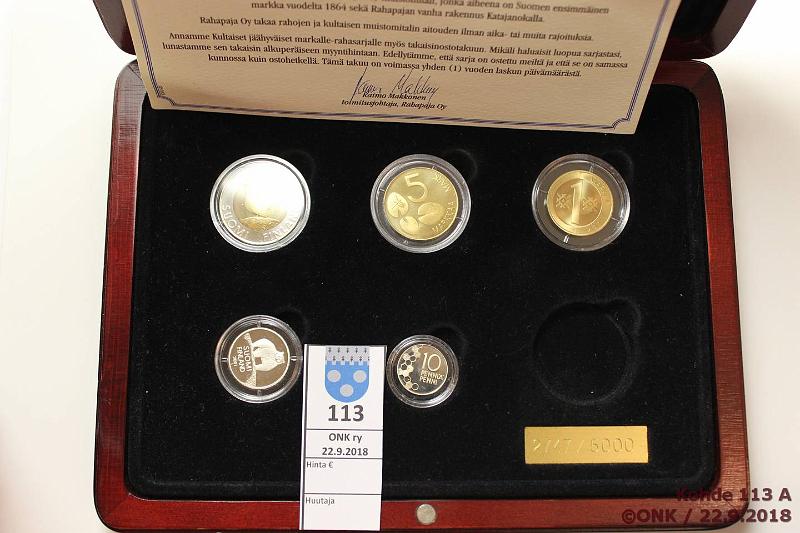 markka vuodelta 1864 sekä Rahapajan vanha rakennus Katajanokalla.
Rahapaja Oy takaa rahojen ja kultaisen muistomitalin aitouden ilman aika- tai muita rajoituksia.
Annamme Kultaiset jäähyväiset markalle-rahasarjalle myös takaisinostotakuun. Mikäli haluaisit luopua sarjastasi,
lunastamme sen takaisin alkuperäiseen myyntihintaan. Edellytämme, että sarja on ostettu meiltä ja että se on samassa
kunnossa kuin ostohetkellä. Tämä takuu on voimassa yhden (1) vuoden laskun päivämäärästä.
Raimo Makkonen
toimitusjohtaja, Rahapaja Oy
SUOMI FINLAND
5
MARKKAA
1
SUOMI
FINLAND
10
PENNIÄ
PENNI
113
ONK ry
22.9.2018
Hinta €
Huutaja
/5000
Kohde 113 A
©ONK / 22.9.2018